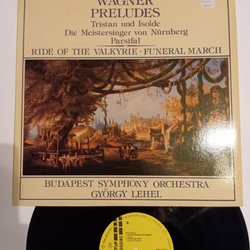 WAGNER
PRELUDES
Tristan und Isolde
Die Meistersinger von Nürnberg
Parsifal
RIDE OF THE VALKYRIE · FUNERAL MARCH
BUDAPEST SYMPHONY ORCHESTRA
GYÖRGY LEHEL